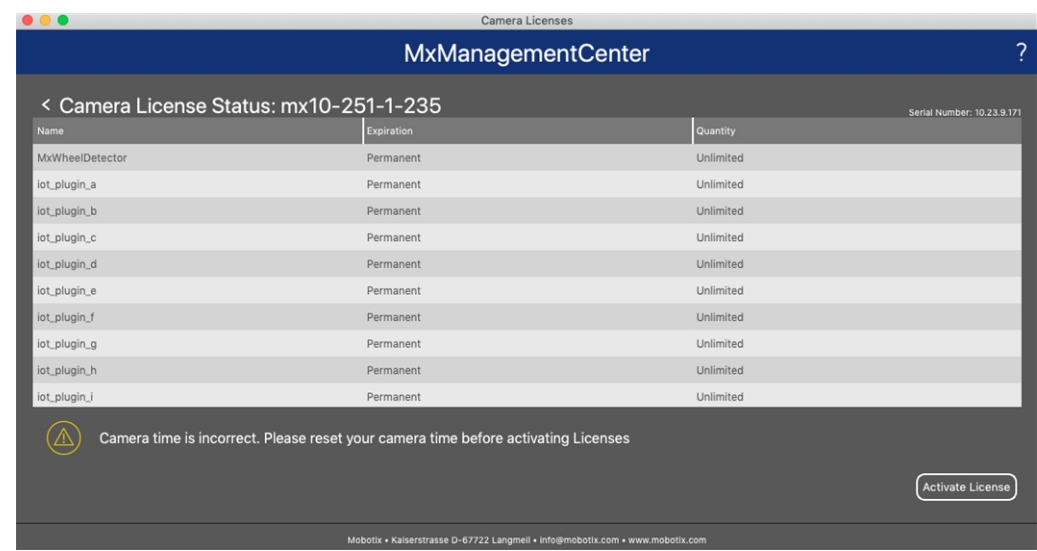 Camera Licenses
MxManagementCenter ?
< Camera License Status: mx10-251-1-235
Serial Number: 10.23.9.171
Name Expiration Quantity
MxWheelDetector Permanent Unlimited
iot_plugin_a Permanent Unlimited
iot_plugin_b Permanent Unlimited
iot_plugin_c Permanent Unlimited
iot_plugin_d Permanent Unlimited
iot_plugin_e Permanent Unlimited
iot_plugin_f Permanent Unlimited
iot_plugin_g Permanent Unlimited
iot_plugin_h Permanent Unlimited
iot_plugin_i Permanent Unlimited
Camera time is incorrect. Please reset your camera time before activating Licenses
Activate License
Mobotix • Kaiserstrasse D-67722 Langmeil • info@mobotix.com • www.mobotix.com